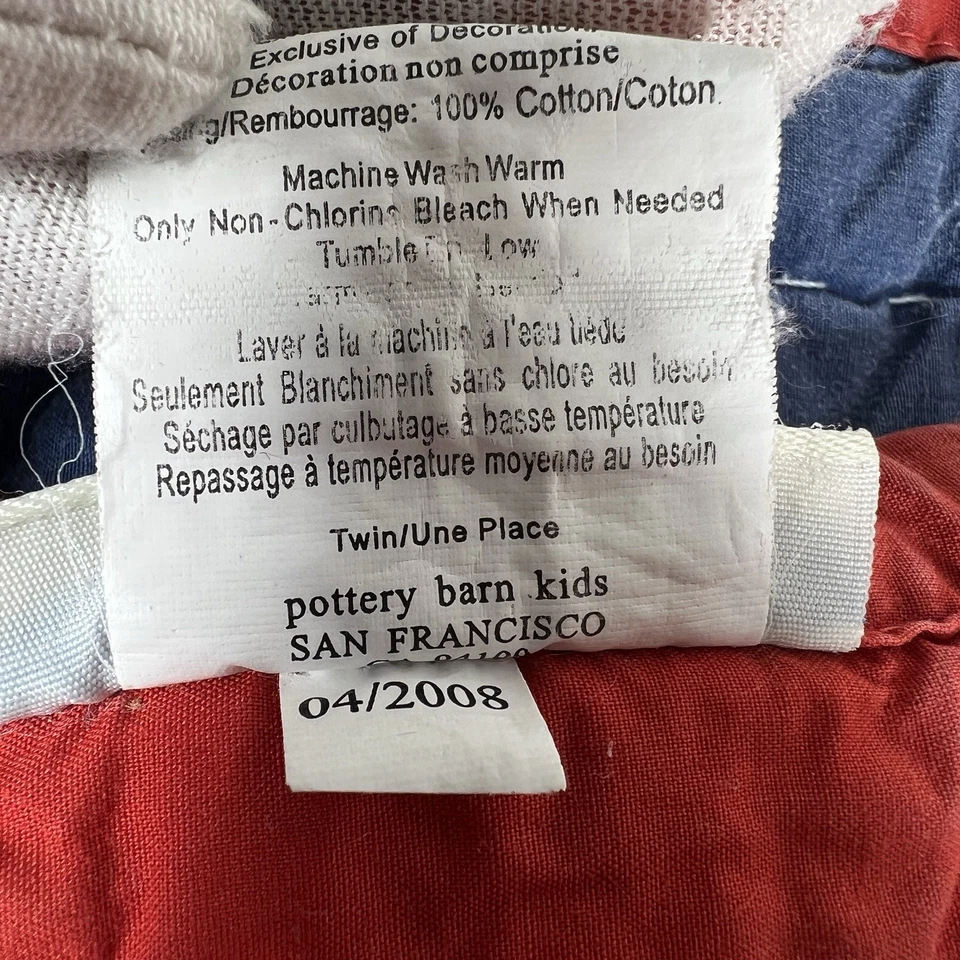 Exclusive of Decoration
Décoration non comprise
/Rembourrage: 100% Cotton/Coton
Machine Wash Warm
Only Non-Chlorine Bleach When Needed
Tumble Dry Low
Laver à la machine à l'eau tiède
Seulement Blanchiment sans chlore au besoin
Séchage par culbutage à basse température
Repassage à température moyenne au besoin
Twin/Une Place
pottery barn kids
SAN FRANCISCO
04/2008